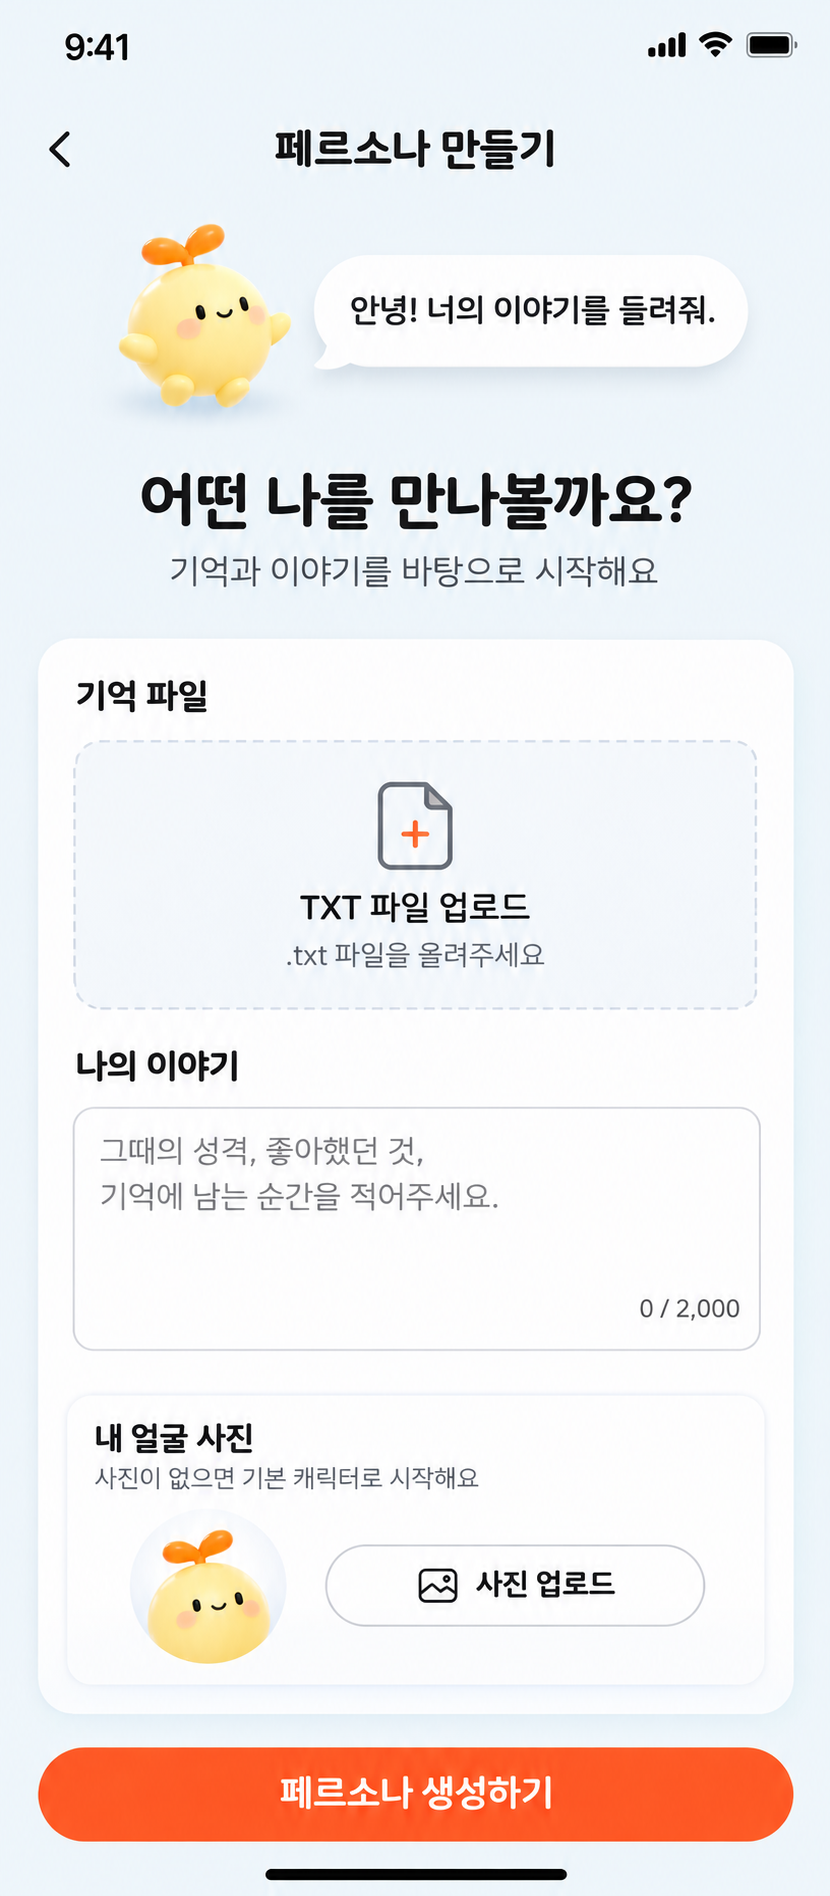 9:41
페르소나 만들기
안녕! 너의 이야기를 들려줘.
어떤 나를 만나볼까요?
기억과 이야기를 바탕으로 시작해요
기억 파일
TXT 파일 업로드
.txt 파일을 올려주세요
나의 이야기
그때의 성격, 좋아했던 것,
기억에 남는 순간을 적어주세요.
0 / 2,000
내 얼굴 사진
사진이 없으면 기본 캐릭터로 시작해요
사진 업로드
페르소나 생성하기